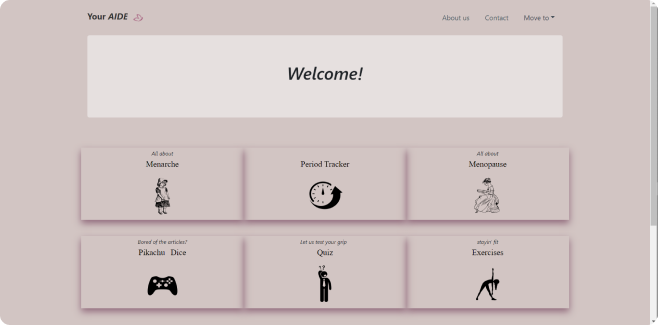 Your AIDE
About us Contact Move to
Welcome!
All about
Menarche
Period Tracker
All about
Menopause
Bored of the articles?
Pikachu Dice
Let us test your grip
Quiz
stayin' fit
Exercises